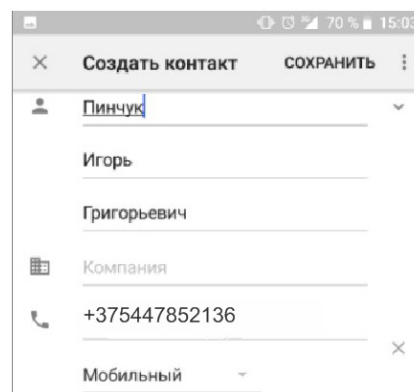 70 % 15:03
Создать контакт СОХРАНИТЬ
Пинчук
Игорь
Григорьевич
Компания
+375447852136
Мобильный